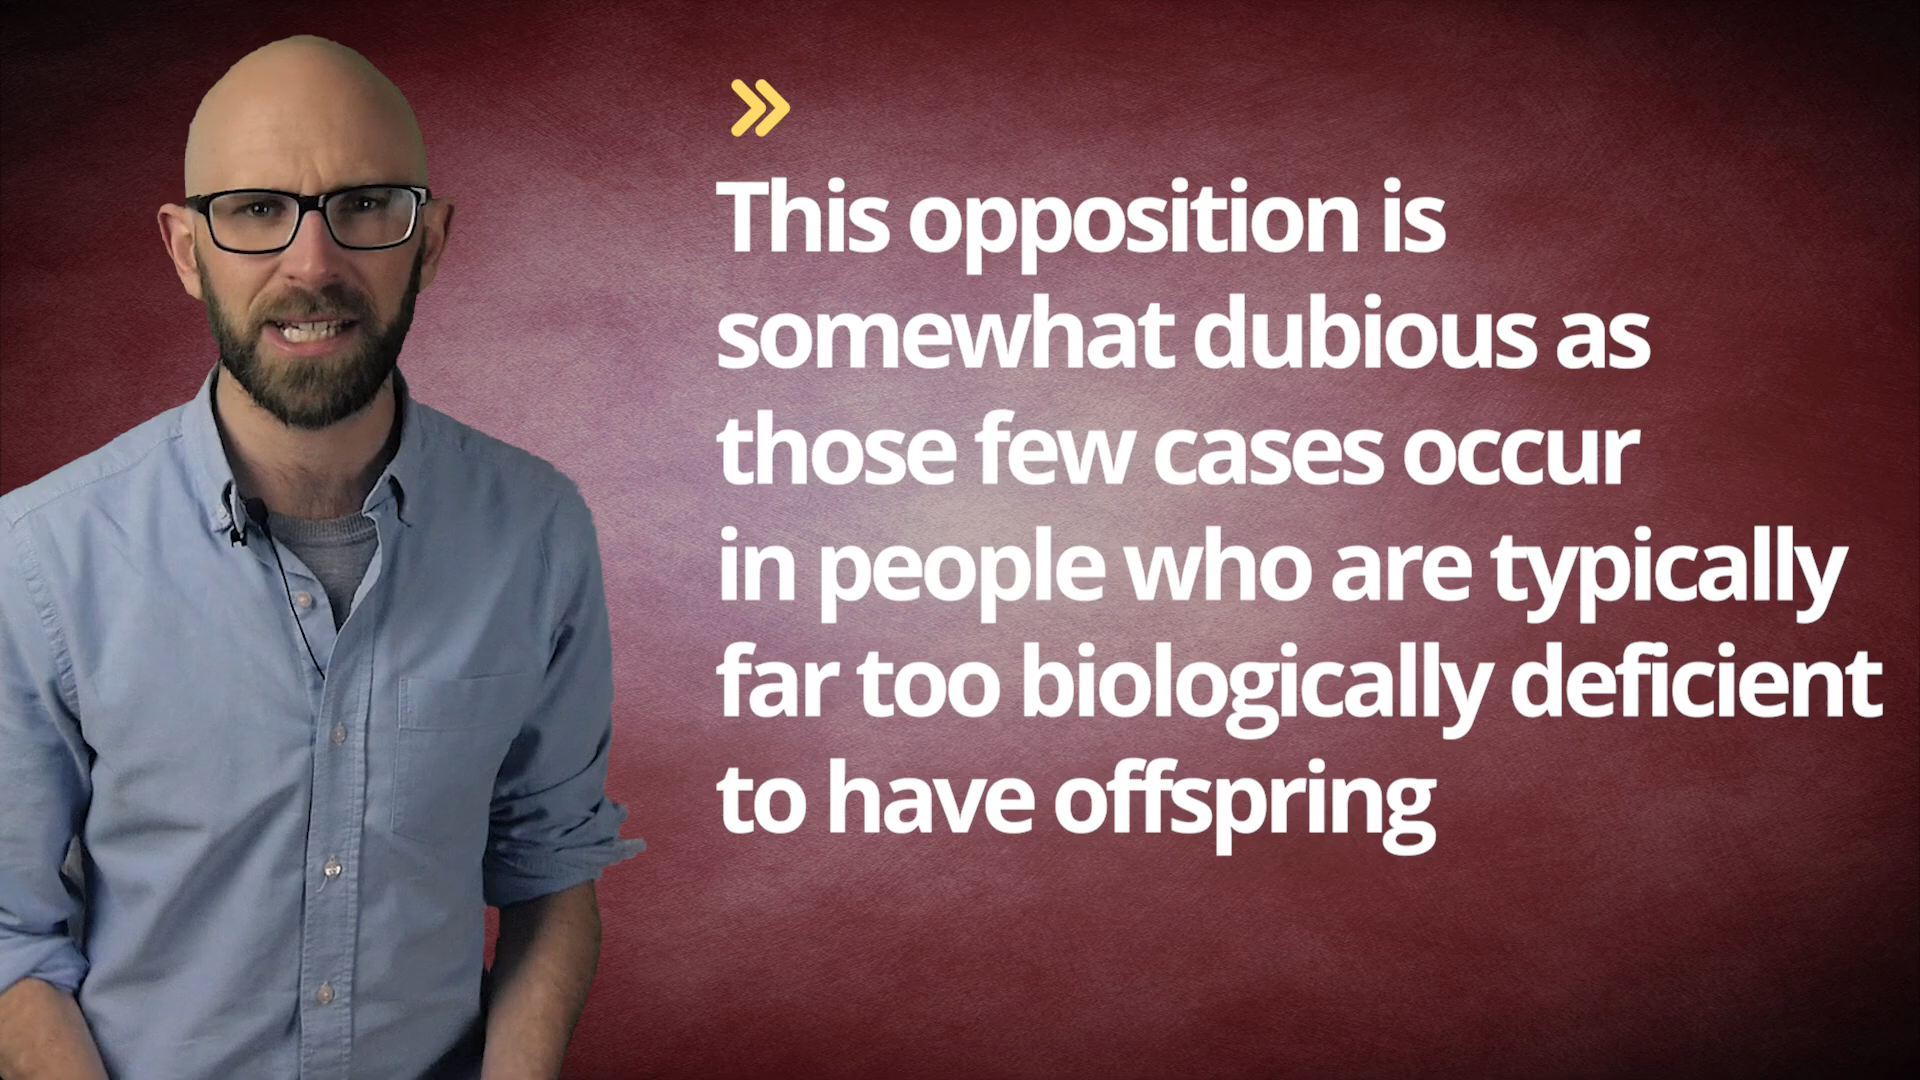 This opposition is
somewhat dubious as
those few cases occur
in people who are typically
far too biologically deficient
to have offspring